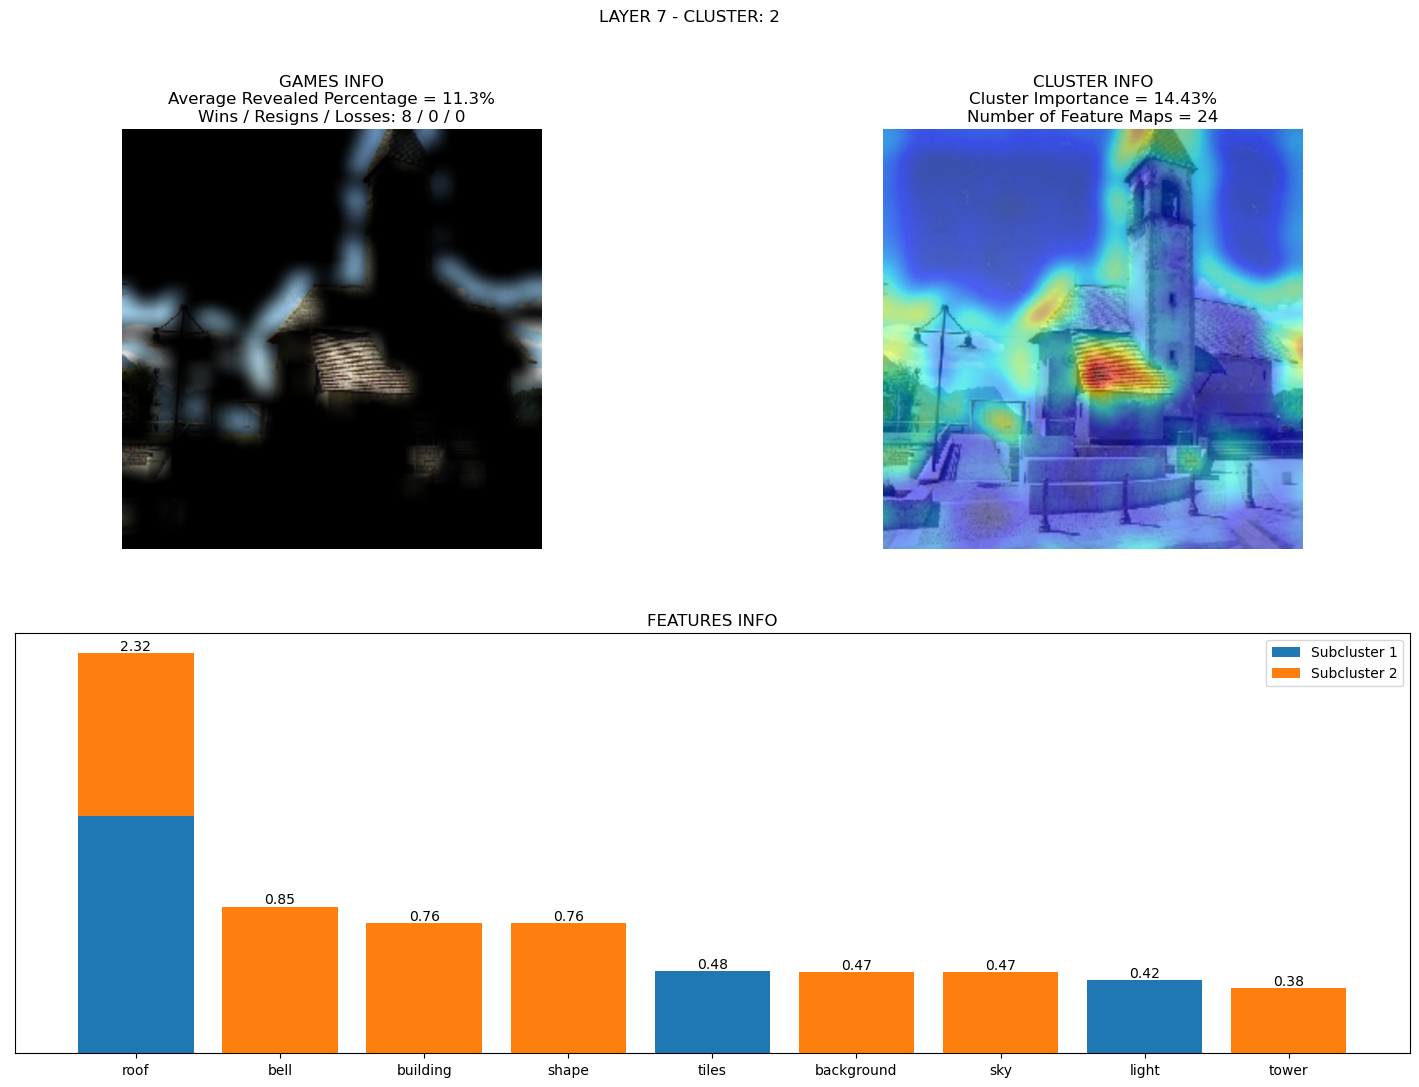 LAYER 7 - CLUSTER: 2
GAMES INFO
Average Revealed Percentage = 11.3%
Wins / Resigns / Losses: 8 / 0 / 0
CLUSTER INFO
Cluster Importance = 14.43%
Number of Feature Maps = 24
FEATURES INFO
Subcluster 1
Subcluster 2
2.32
0.85
0.76
0.76
0.48
0.47
0.47
0.42
0.38
roof
bell
building
shape
tiles
background
sky
light
tower